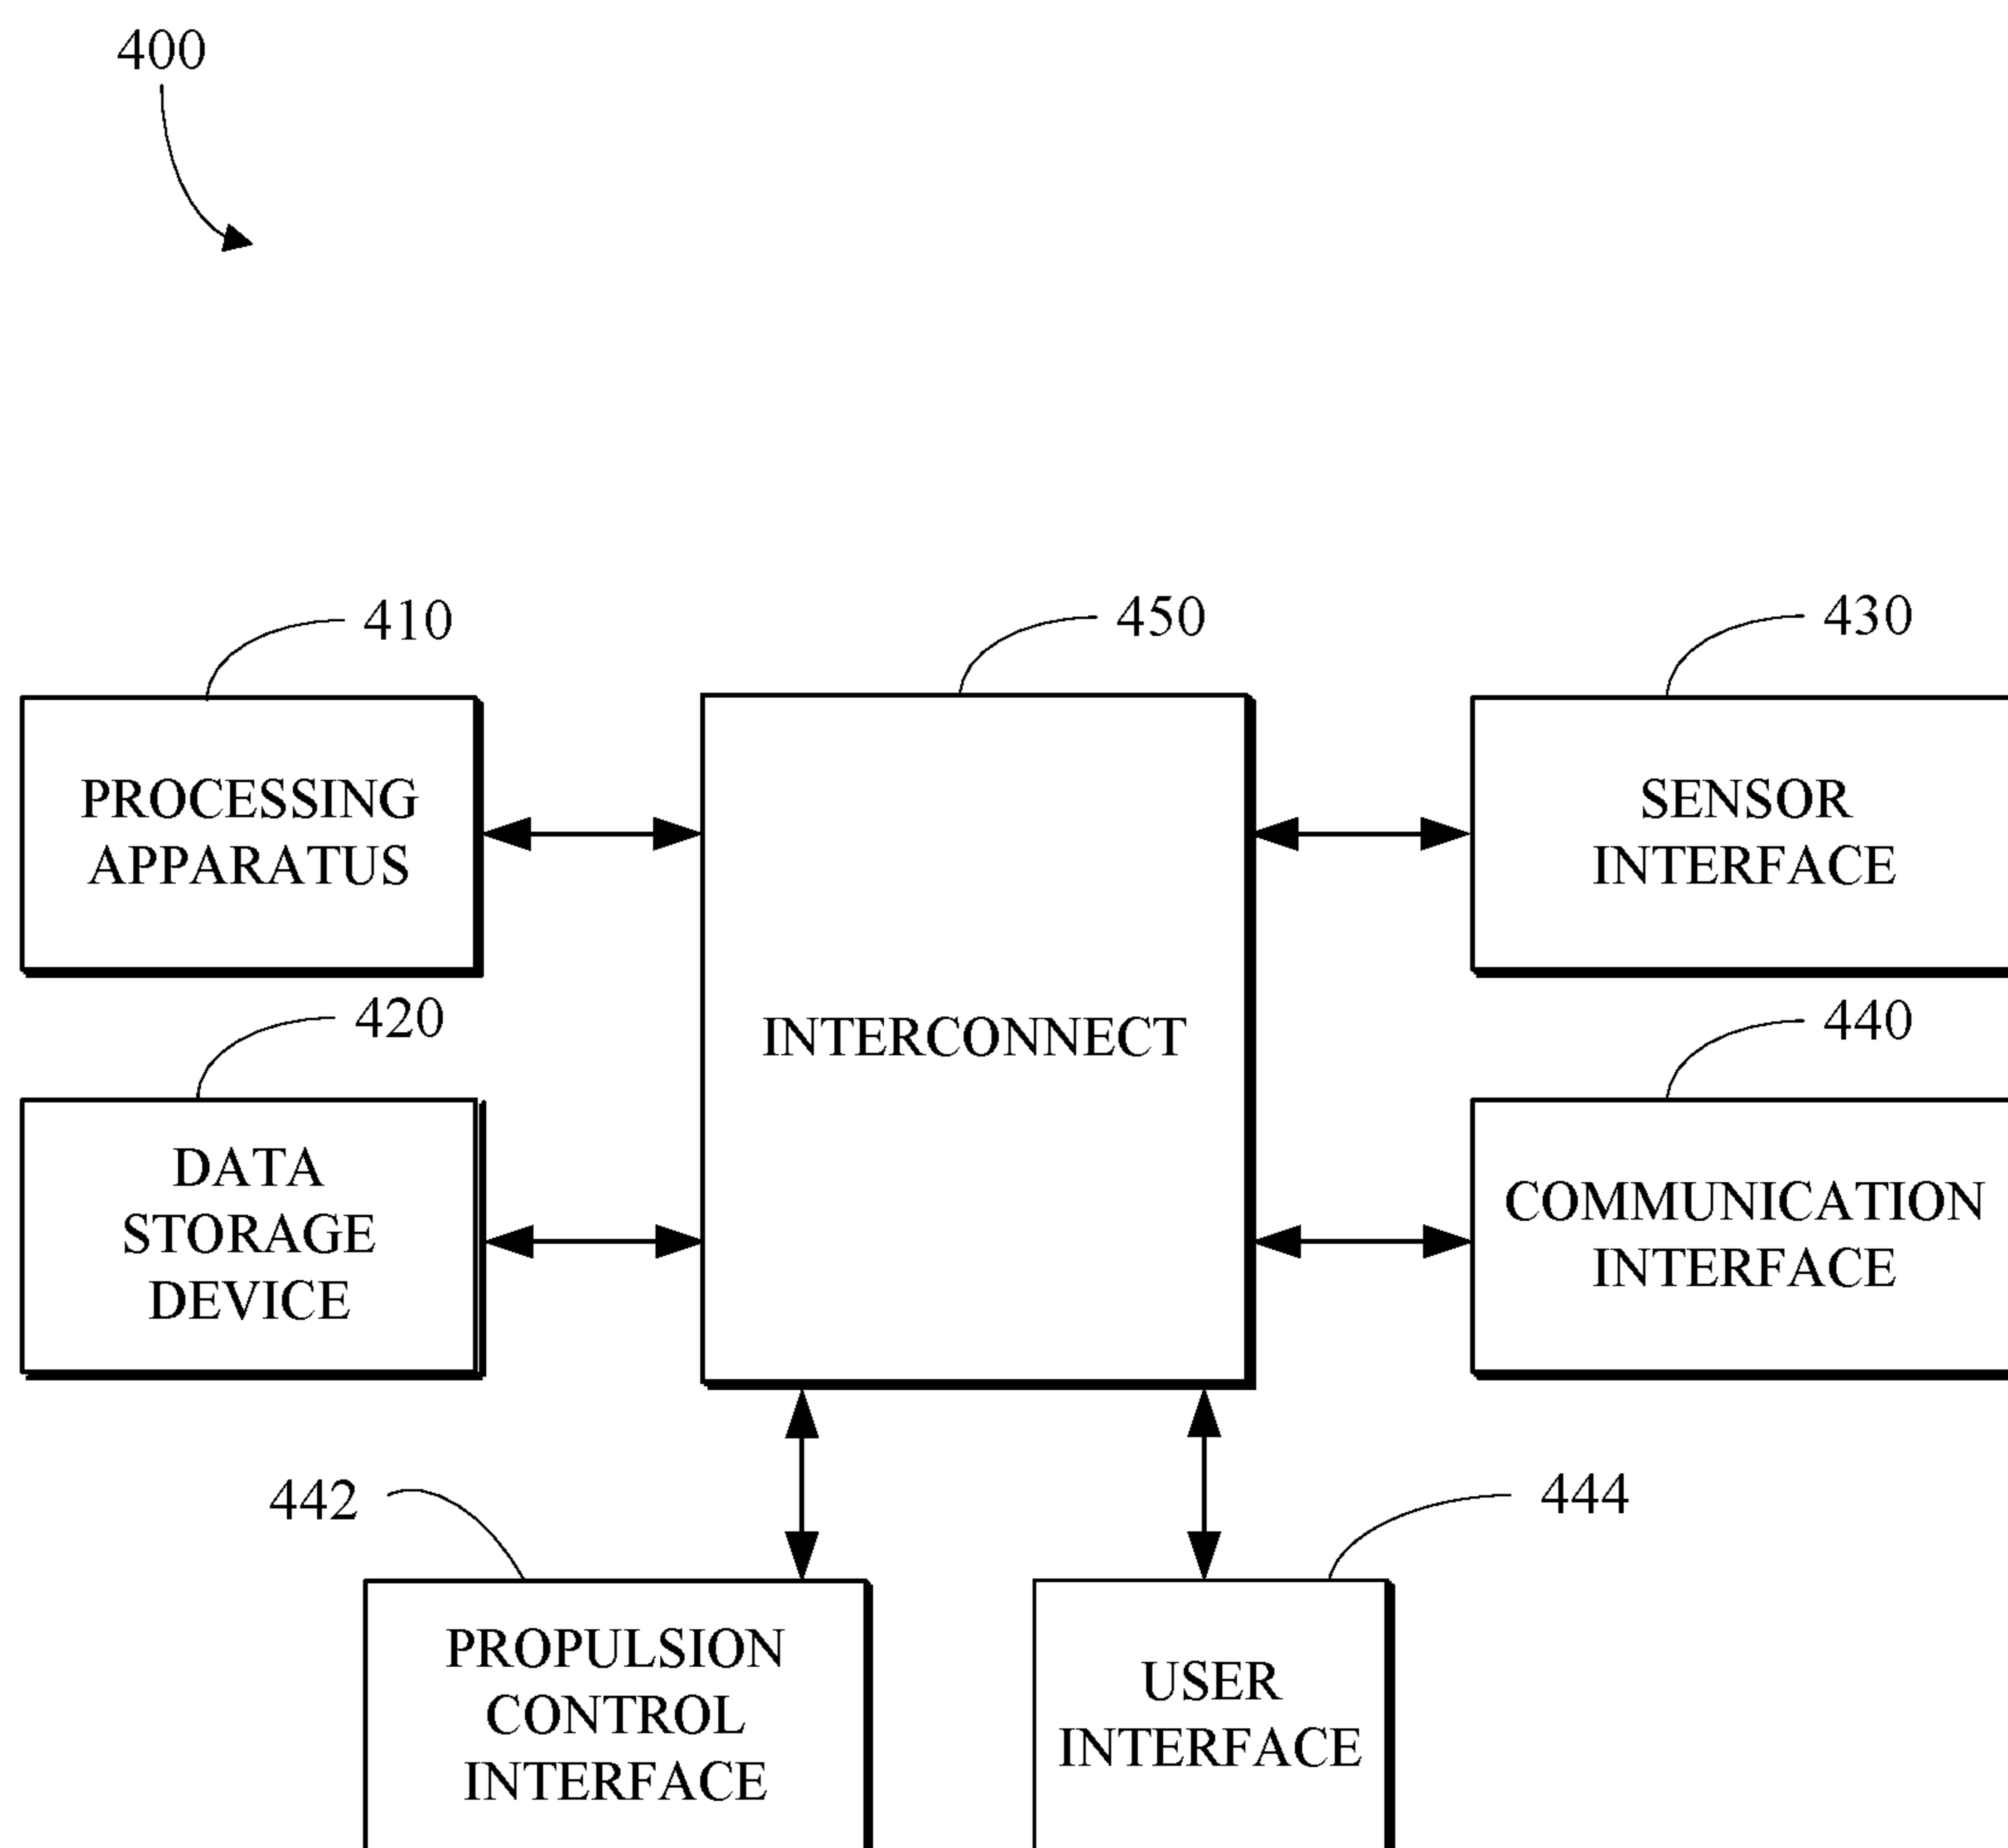 400
410
450
430
PROCESSING
APPARATUS
SENSOR
INTERFACE
INTERCONNECT
420
440
DATA
STORAGE
DEVICE
COMMUNICATION
INTERFACE
442
444
PROPULSION
CONTROL
INTERFACE
USER
INTERFACE